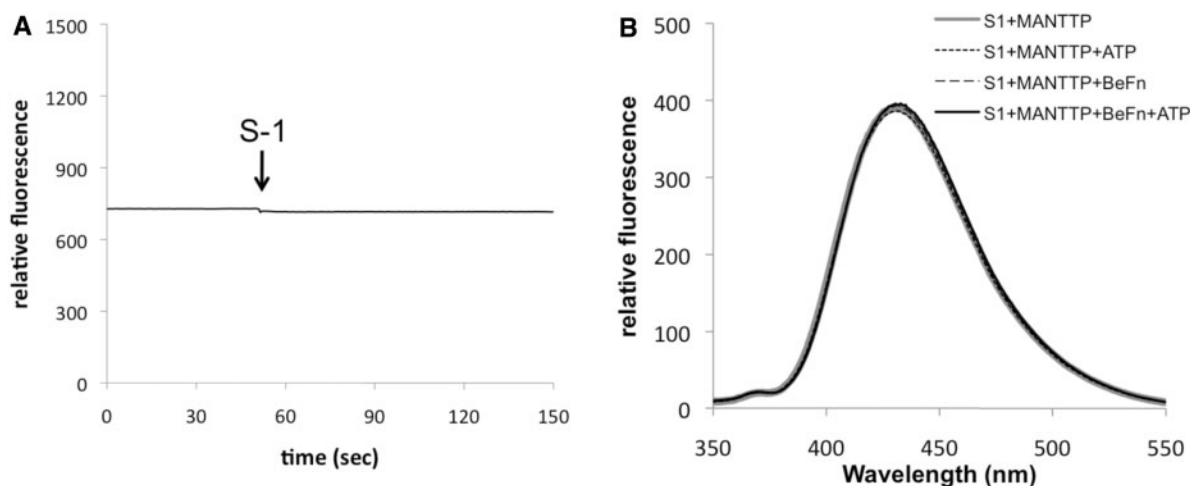 A
1500
1200
900
600
300
0
S-1
0 30 60 90 120 150
time (sec)
relative fluorescence
B
500
400
300
200
100
0
S1+MANTTP
S1+MANTTP+ATP
S1+MANTTP+BeFn
S1+MANTTP+BeFn+ATP
350 400 450 500 550
Wavelength (nm)
relative fluorescence